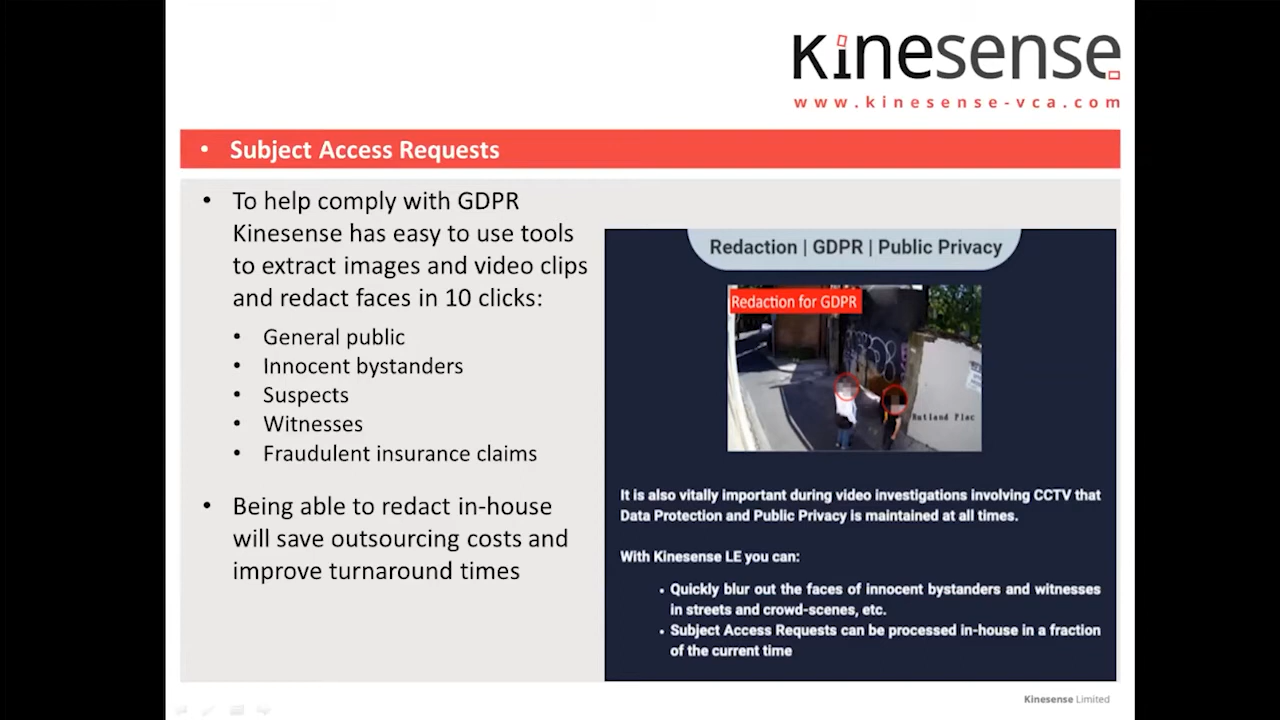 Kinesense
www.kinesense-vca.com
• Subject Access Requests
• To help comply with GDPR
Kinesense has easy to use tools
to extract images and video clips
and redact faces in 10 clicks:
• General public
• Innocent bystanders
• Suspects
• Witnesses
• Fraudulent insurance claims
• Being able to redact in-house
will save outsourcing costs and
improve turnaround times
Redaction | GDPR | Public Privacy
Redaction for GDPR
Rutland Plac
It is also vitally important during video investigations involving CCTV that
Data Protection and Public Privacy is maintained at all times.
With Kinesense LE you can:
• Quickly blur out the faces of innocent bystanders and witnesses
in streets and crowd-scenes, etc.
• Subject Access Requests can be processed in-house in a fraction
of the current time
Kinesense Limited